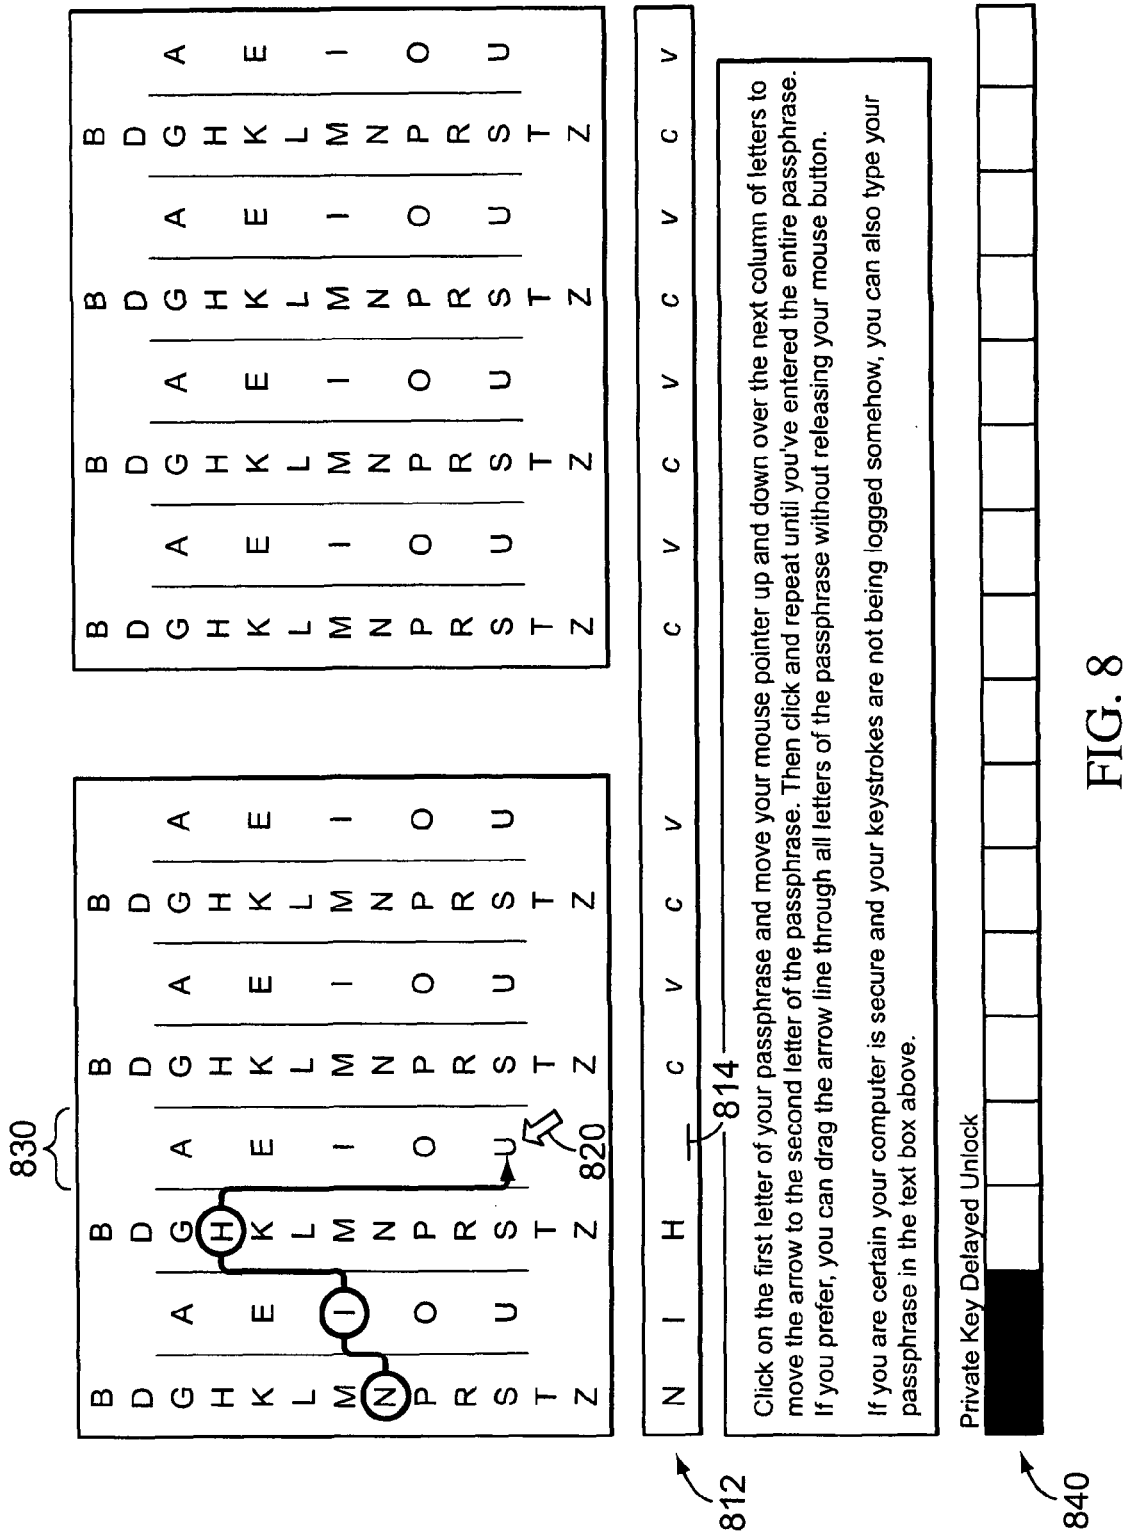 830
B B B B B B B B
D D D D D D D D
G A G A G A G A G A G A G A G A
H H H H H H H H
K E K E K E K E K E K E K E K E
L L L L L L L L
M I M I M I M I M I M I M I M I
N N N N N N N N
P O P O P O P O P O P O P O P O
R R R R R R R R
S U S U S U S U S U S U S U S U
T T T T T T T T
Z Z Z Z Z Z Z Z
820
N I H c v c v c v c v c v c v
812
814
Click on the first letter of your passphrase and move your mouse pointer up and down over the next column of letters to
move the arrow to the second letter of the passphrase. Then click and repeat until you've entered the entire passphrase.
If you prefer, you can drag the arrow line through all letters of the passphrase without releasing your mouse button.
If you are certain your computer is secure and your keystrokes are not being logged somehow, you can also type your
passphrase in the text box above.
Private Key Delayed Unlock
840
FIG. 8